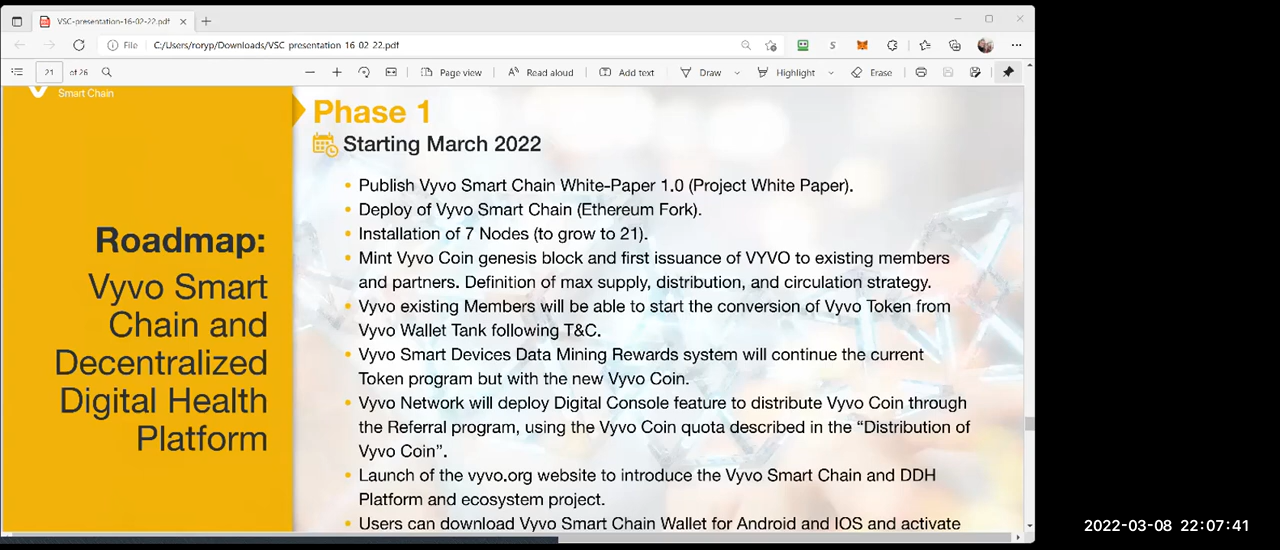 VSC-presentation-16-02-22.pdf
File C:/Users/roryp/Downloads/VSC presentation 16 02 22.pdf
21 of 26 Page view Read aloud Add text Draw Highlight Erase
Smart Chain
Phase 1
Starting March 2022
Roadmap:
Vyvo Smart
Chain and
Decentralized
Digital Health
Platform
• Publish Vyvo Smart Chain White-Paper 1.0 (Project White Paper).
• Deploy of Vyvo Smart Chain (Ethereum Fork).
• Installation of 7 Nodes (to grow to 21).
• Mint Vyvo Coin genesis block and first issuance of VYVO to existing members
and partners. Definition of max supply, distribution, and circulation strategy.
• Vyvo existing Members will be able to start the conversion of Vyvo Token from
Vyvo Wallet Tank following T&C.
• Vyvo Smart Devices Data Mining Rewards system will continue the current
Token program but with the new Vyvo Coin.
• Vyvo Network will deploy Digital Console feature to distribute Vyvo Coin through
the Referral program, using the Vyvo Coin quota described in the “Distribution of
Vyvo Coin”.
• Launch of the vyvo.org website to introduce the Vyvo Smart Chain and DDH
Platform and ecosystem project.
• Users can download Vyvo Smart Chain Wallet for Android and IOS and activate
2022-03-08 22:07:41